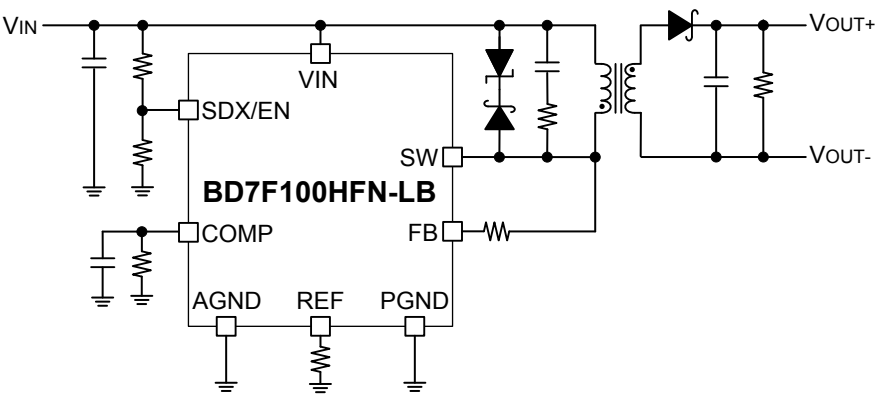 VIN
VOUT+
VIN
SDX/EN
SW
VOUT-
BD7F100HFN-LB
COMP
FB
AGND REF PGND